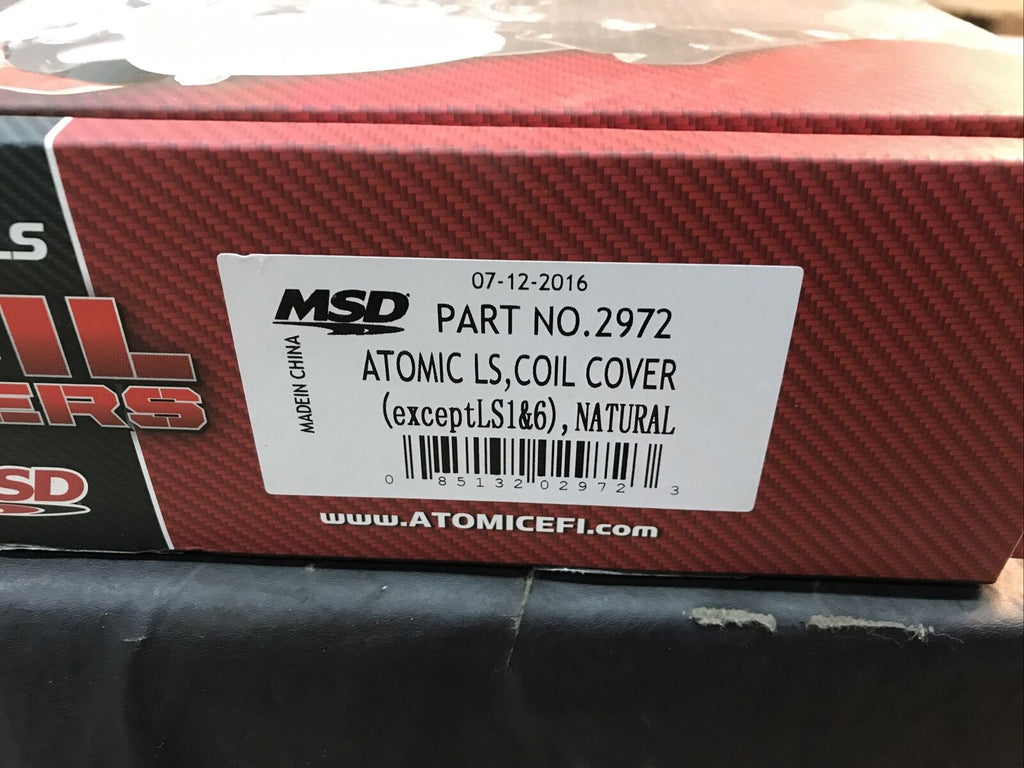 LS
IL
ERS
SD
07-12-2016
MSD
PART NO.2972
MADEIN CHINA
ATOMIC LS,COIL COVER
(exceptLS1&6), NATURAL
0 85132 02972 3
www.ATOMICEFI.com